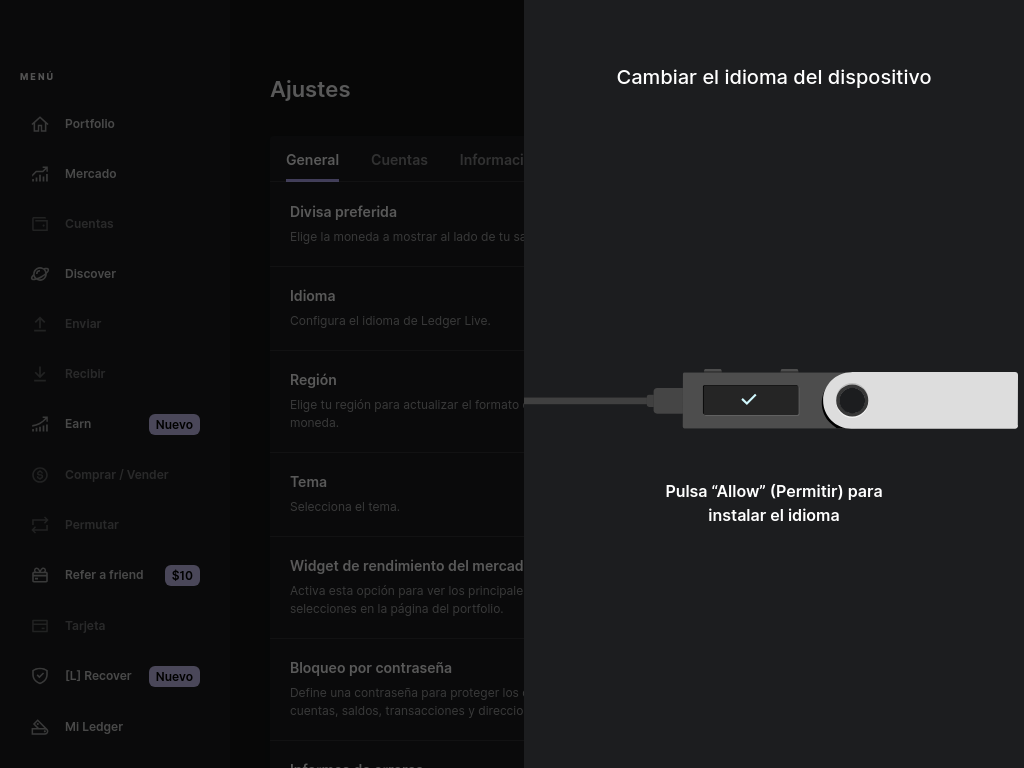 MENÚ
Portfolio
Mercado
Cuentas
Discover
Enviar
Recibir
Earn Nuevo
Comprar / Vender
Permutar
Refer a friend $10
Tarjeta
[L] Recover Nuevo
Mi Ledger
Ajustes
General Cuentas Informaci
Divisa preferida
Elige la moneda a mostrar al lado de tu sa
Idioma
Configura el idioma de Ledger Live.
Región
Elige tu región para actualizar el formato
moneda.
Tema
Selecciona el tema.
Widget de rendimiento del mercad
Activa esta opción para ver los principale
selecciones en la página del portfolio.
Bloqueo por contraseña
Define una contraseña para proteger los
cuentas, saldos, transacciones y direccio
Informes de errores
Cambiar el idioma del dispositivo
Pulsa “Allow” (Permitir) para
instalar el idioma